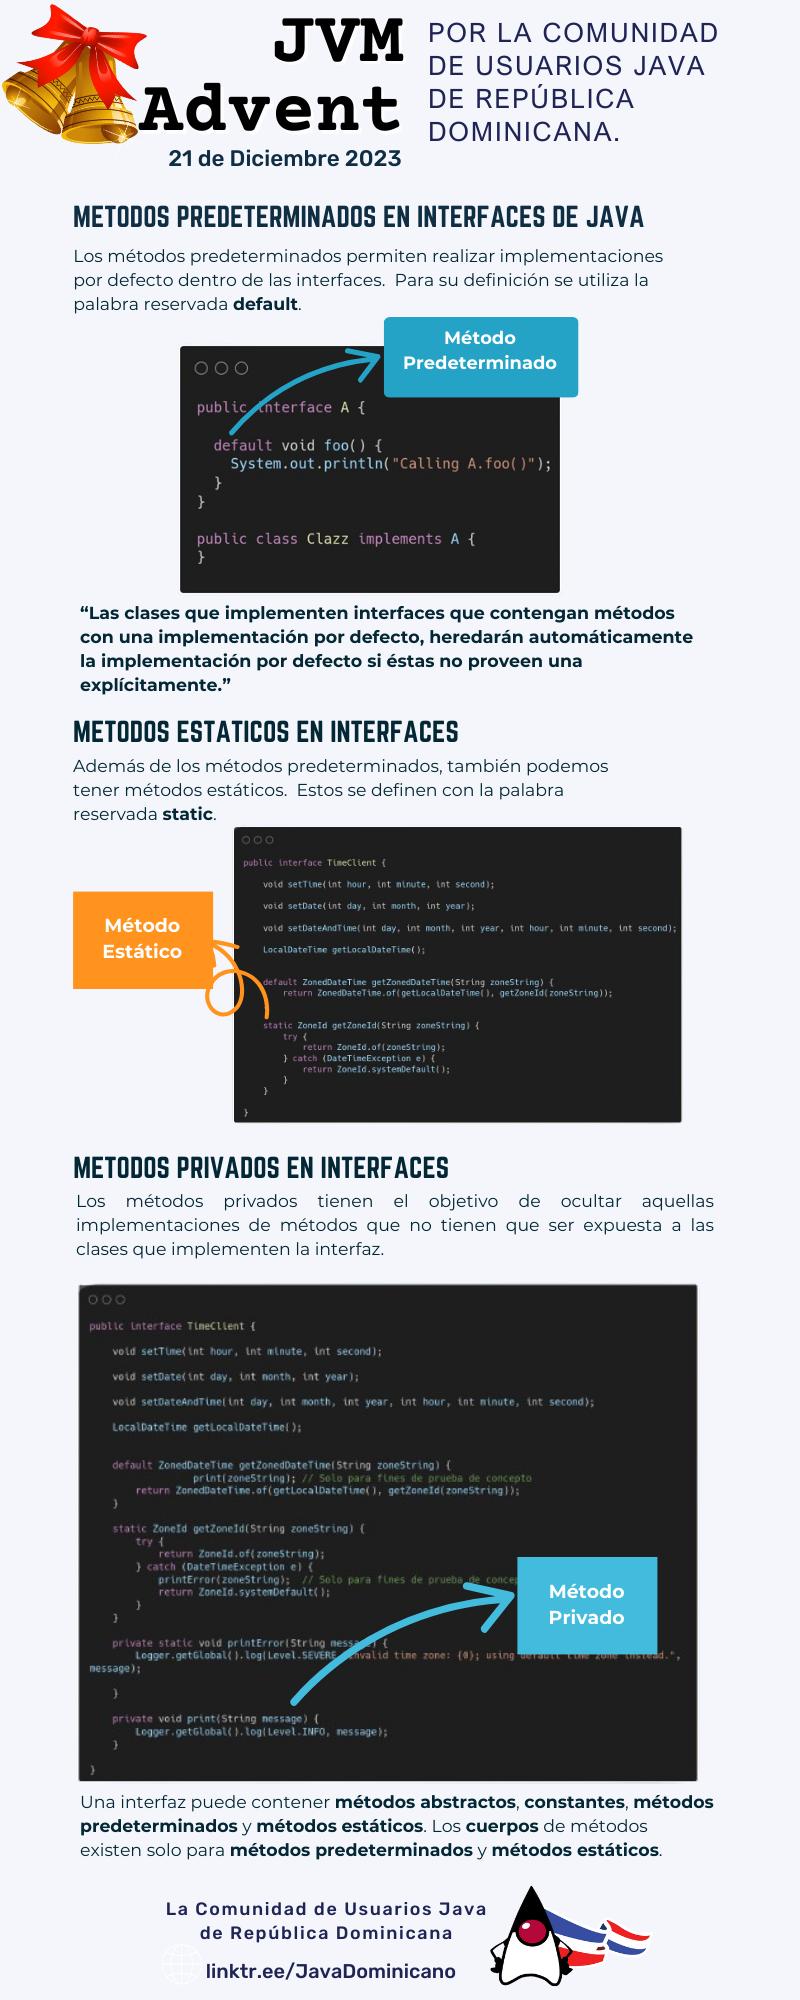 JVM
Advent
21 de Diciembre 2023
POR LA COMUNIDAD
DE USUARIOS JAVA
DE REPÚBLICA
DOMINICANA.
METODOS PREDETERMINADOS EN INTERFACES DE JAVA
Los métodos predeterminados permiten realizar implementaciones
por defecto dentro de las interfaces.  Para su definición se utiliza la
palabra reservada default.
Método
Predeterminado
public interface A {
default void foo() {
System.out.println("Calling A.foo()");
}
}
public class Clazz implements A {
}
“Las clases que implementen interfaces que contengan métodos
con una implementación por defecto, heredarán automáticamente
la implementación por defecto si éstas no proveen una
explícitamente.”
METODOS ESTATICOS EN INTERFACES
Además de los métodos predeterminados, también podemos
tener métodos estáticos.  Estos se definen con la palabra
reservada static.
Método
Estático
public interface TimeClient {
void setTime(int hour, int minute, int second);
void setDate(int day, int month, int year);
void setDateAndTime(int day, int month, int year, int hour, int minute, int second);
LocalDateTime getLocalDateTime();
default ZonedDateTime getZonedDateTime(String zoneString) {
return ZonedDateTime.of(getLocalDateTime(), getZoneId(zoneString));
static ZoneId getZoneId(String zoneString) {
try {
return ZoneId.of(zoneString);
} catch (DateTimeException e) {
return ZoneId.systemDefault();
}
}
}
METODOS PRIVADOS EN INTERFACES
Los métodos privados tienen el objetivo de ocultar aquellas
implementaciones de métodos que no tienen que ser expuesta a las
clases que implementen la interfaz.
public interface TimeClient {
void setTime(int hour, int minute, int second);
void setDate(int day, int month, int year);
void setDateAndTime(int day, int month, int year, int hour, int minute, int second);
LocalDateTime getLocalDateTime();
default ZonedDateTime getZonedDateTime(String zoneString) {
print(zoneString); // Solo para fines de prueba de concepto
return ZonedDateTime.of(getLocalDateTime(), getZoneId(zoneString));
}
static ZoneId getZoneId(String zoneString) {
try {
return ZoneId.of(zoneString);
} catch (DateTimeException e) {
printError(zoneString);  // Solo para fines de prueba de
return ZoneId.systemDefault();
}
}
Método
Privado
private static void printError(String message) {
Logger.getGlobal().log(Level.SEVERE, "Invalid time zone: {0}; using default time zone instead.",
message);
}
private void print(String message) {
Logger.getGlobal().log(Level.INFO, message);
}
}
Una interfaz puede contener métodos abstractos, constantes, métodos
predeterminados y métodos estáticos. Los cuerpos de métodos
existen solo para métodos predeterminados y métodos estáticos.
La Comunidad de Usuarios Java
de República Dominicana
linktr.ee/JavaDominicano